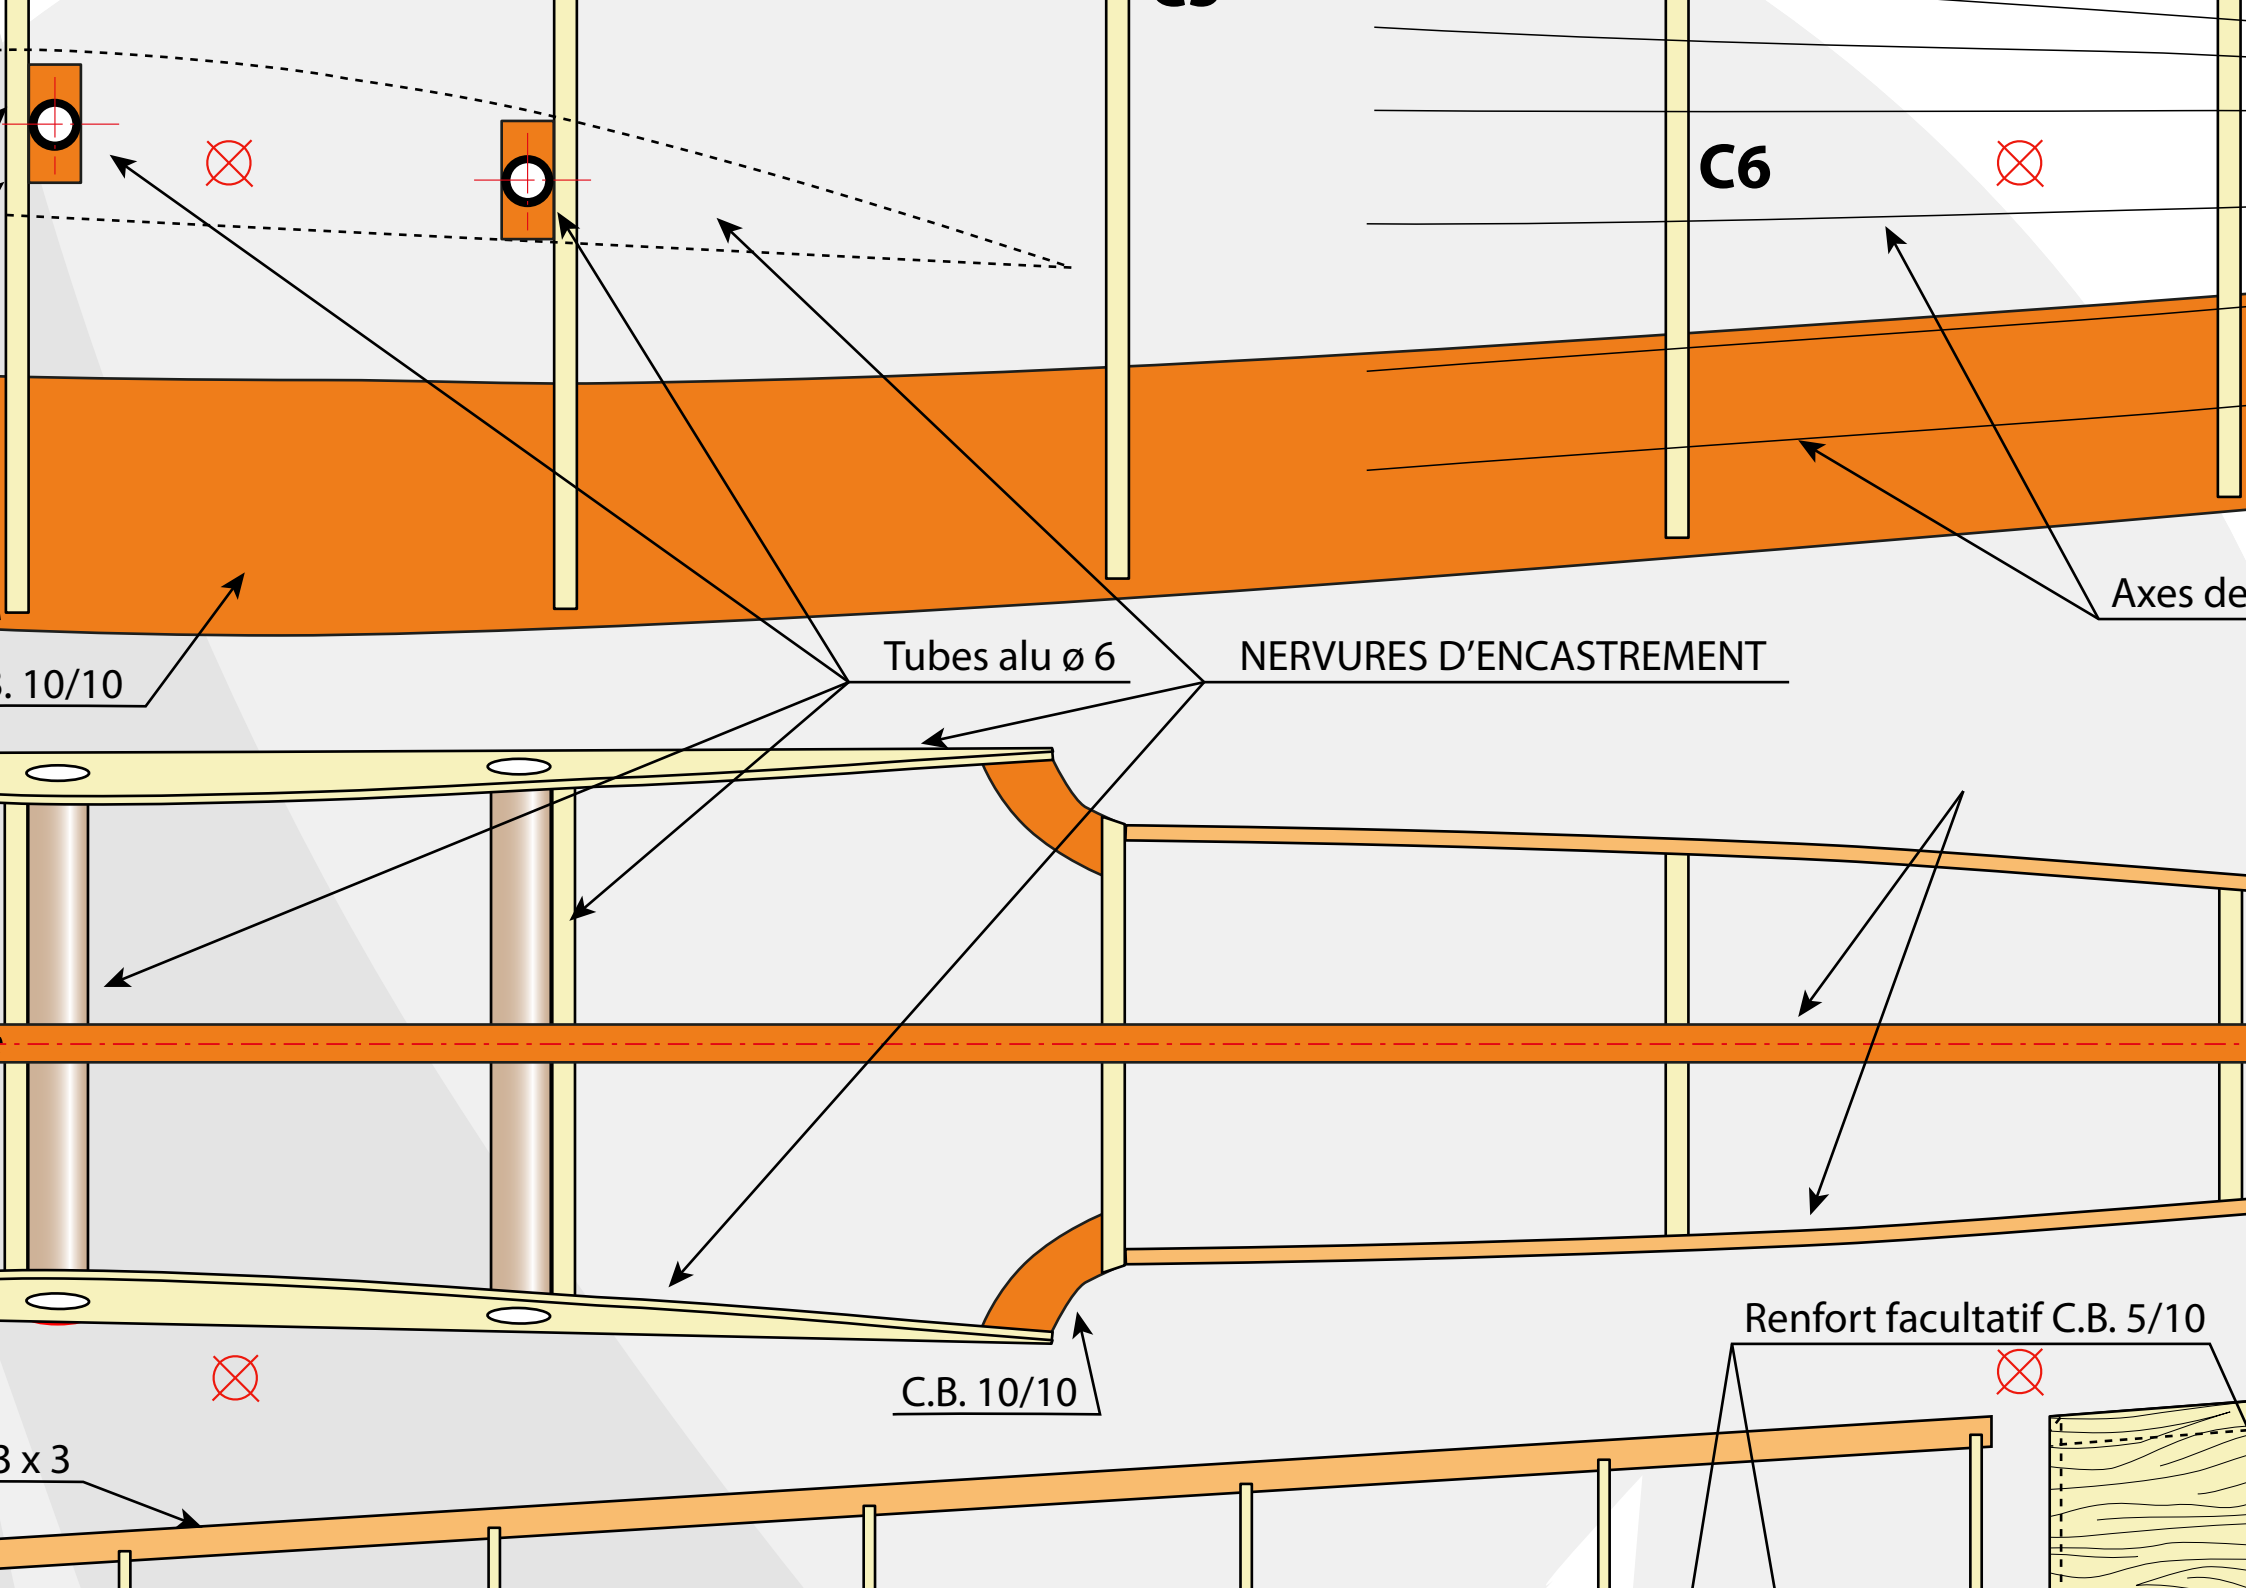 C6
Axes de
Tubes alu ø 6
NERVURES D’ENCASTREMENT
. 10/10
Renfort facultatif C.B. 5/10
C.B. 10/10
3 x 3